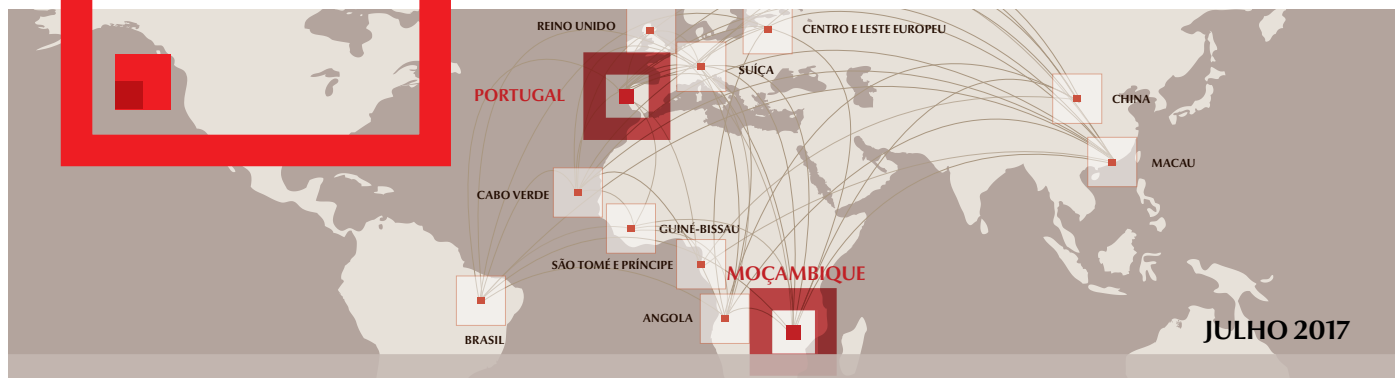 REINO UNIDO
CENTRO E LESTE EUROPEU
SUÍÇA
PORTUGAL
CHINA
MACAU
CABO VERDE
GUINÉ-BISSAU
SÃO TOMÉ E PRÍNCIPE
MOÇAMBIQUE
ANGOLA
BRASIL
JULHO 2017